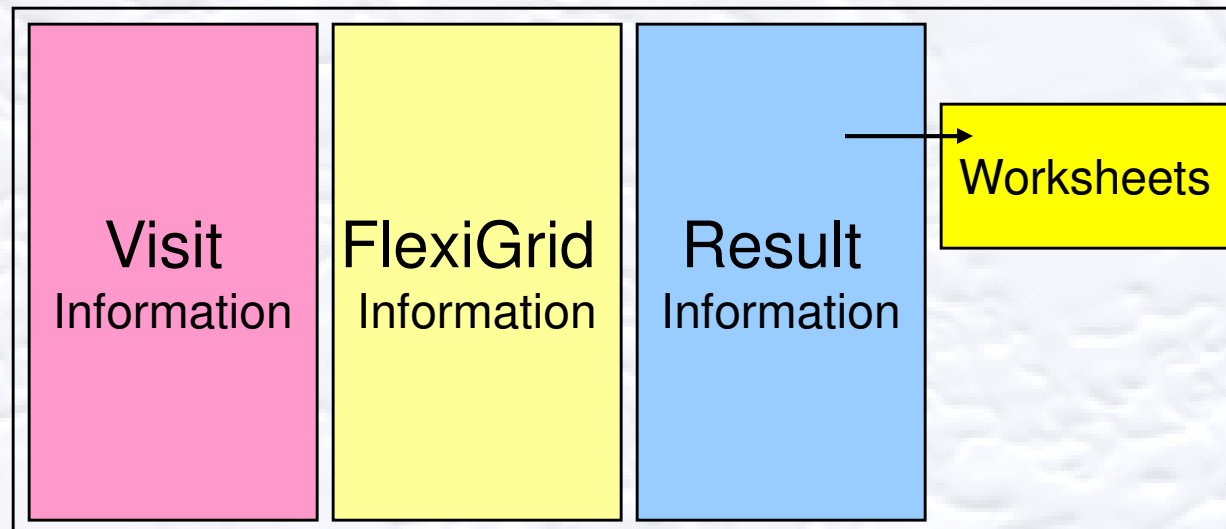 Visit
Information
FlexiGrid
Information
Result
Information
Worksheets